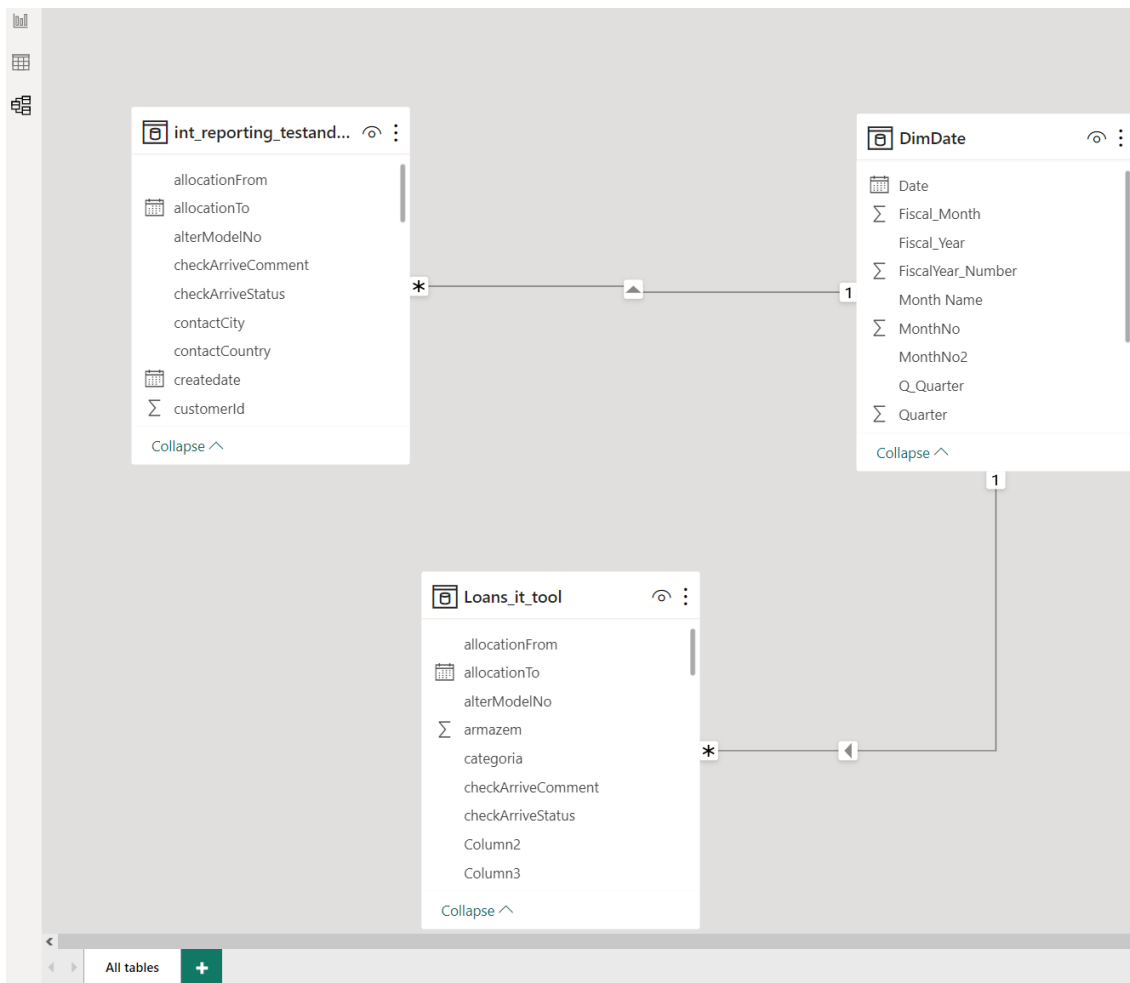 int_reporting_testand...
allocationFrom
allocationTo
alterModelNo
checkArriveComment
checkArriveStatus
contactCity
contactCountry
createdate
customerId
Collapse
*
1
DimDate
Date
Fiscal_Month
Fiscal_Year
FiscalYear_Number
Month Name
MonthNo
MonthNo2
Q_Quarter
Quarter
Collapse
1
Loans_it_tool
allocationFrom
allocationTo
alterModelNo
armazem
categoria
checkArriveComment
checkArriveStatus
Column2
Column3
Collapse
*
All tables
+